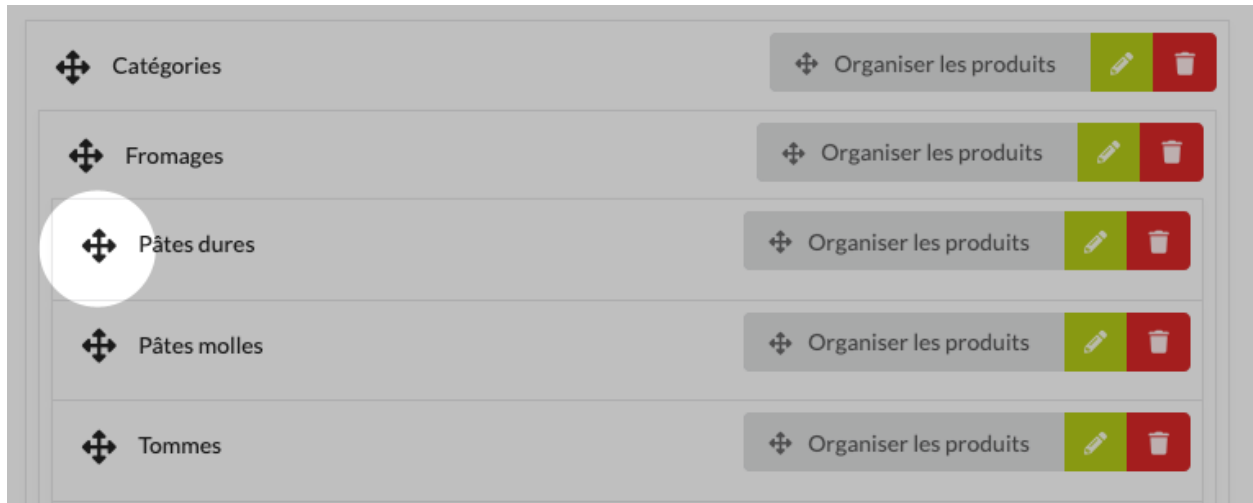 Catégories Organiser les produits
Fromages Organiser les produits
Pâtes dures Organiser les produits
Pâtes molles Organiser les produits
Tommes Organiser les produits